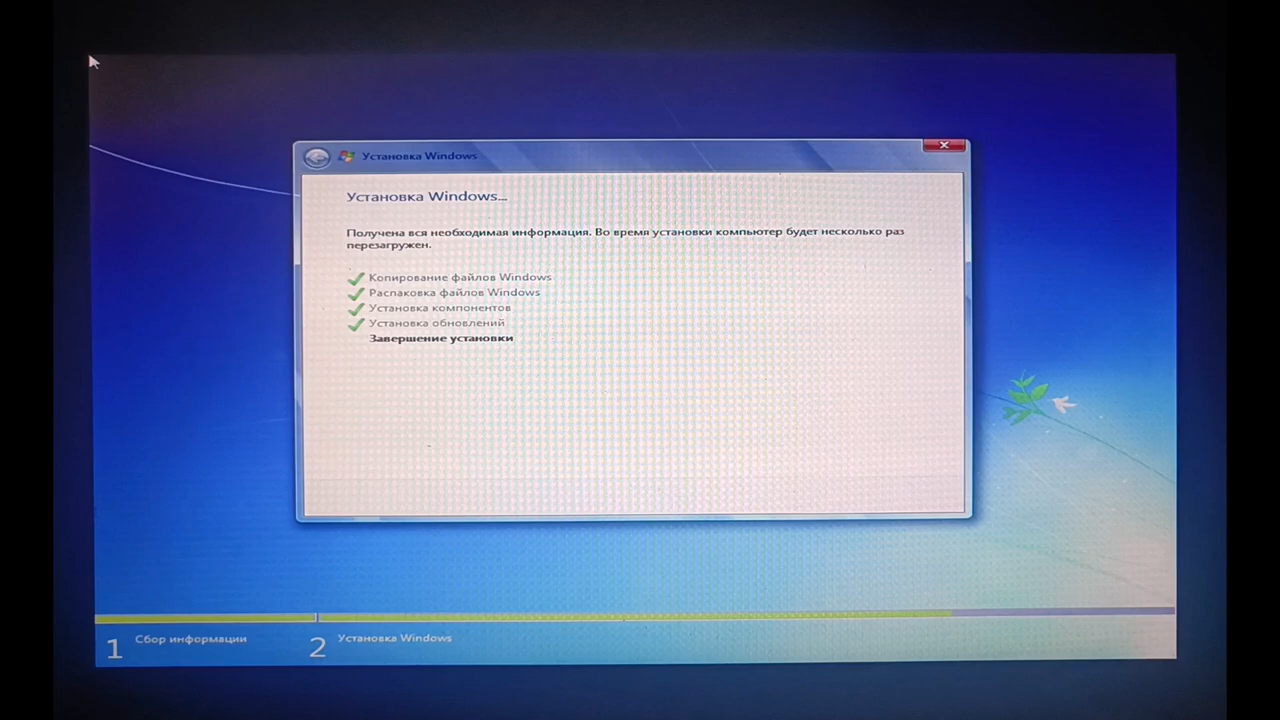 Установка Windows
Установка Windows...
Получена вся необходимая информация. Во время установки компьютер будет несколько раз
перезагружен.
Копирование файлов Windows
Распаковка файлов Windows
Установка компонентов
Установка обновлений
Завершение установки
1 Сбор информации 2 Установка Windows